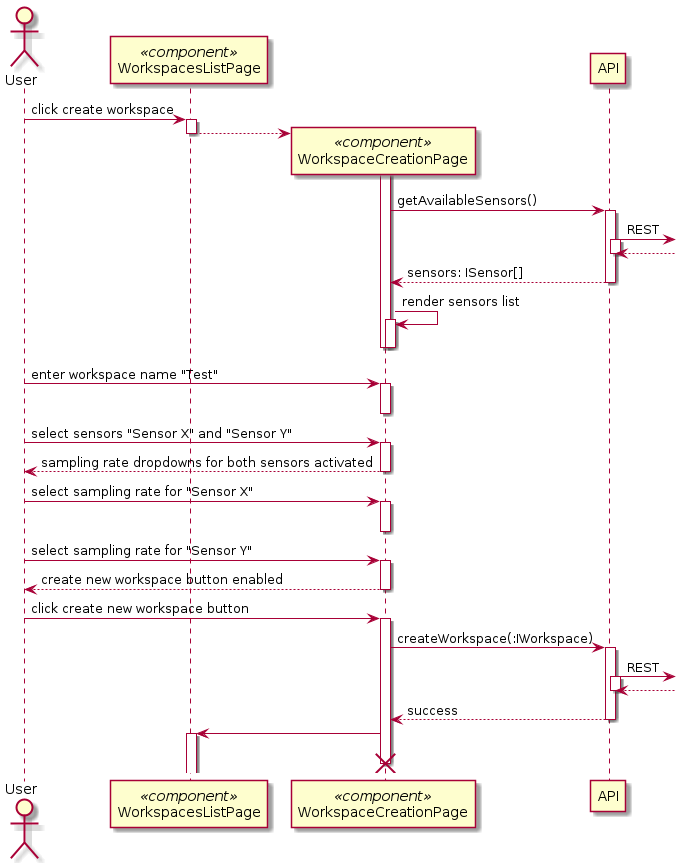 User
«component»
WorkspacesListPage
API
click create workspace
«component»
WorkspaceCreationPage
getAvailableSensors()
REST
sensors: ISensor[]
render sensors list
enter workspace name "Test"
select sensors "Sensor X" and "Sensor Y"
sampling rate dropdowns for both sensors activated
select sampling rate for "Sensor X"
select sampling rate for "Sensor Y"
create new workspace button enabled
click create new workspace button
createWorkspace(:IWorkspace)
REST
success
User
«component»
WorkspacesListPage
«component»
WorkspaceCreationPage
API